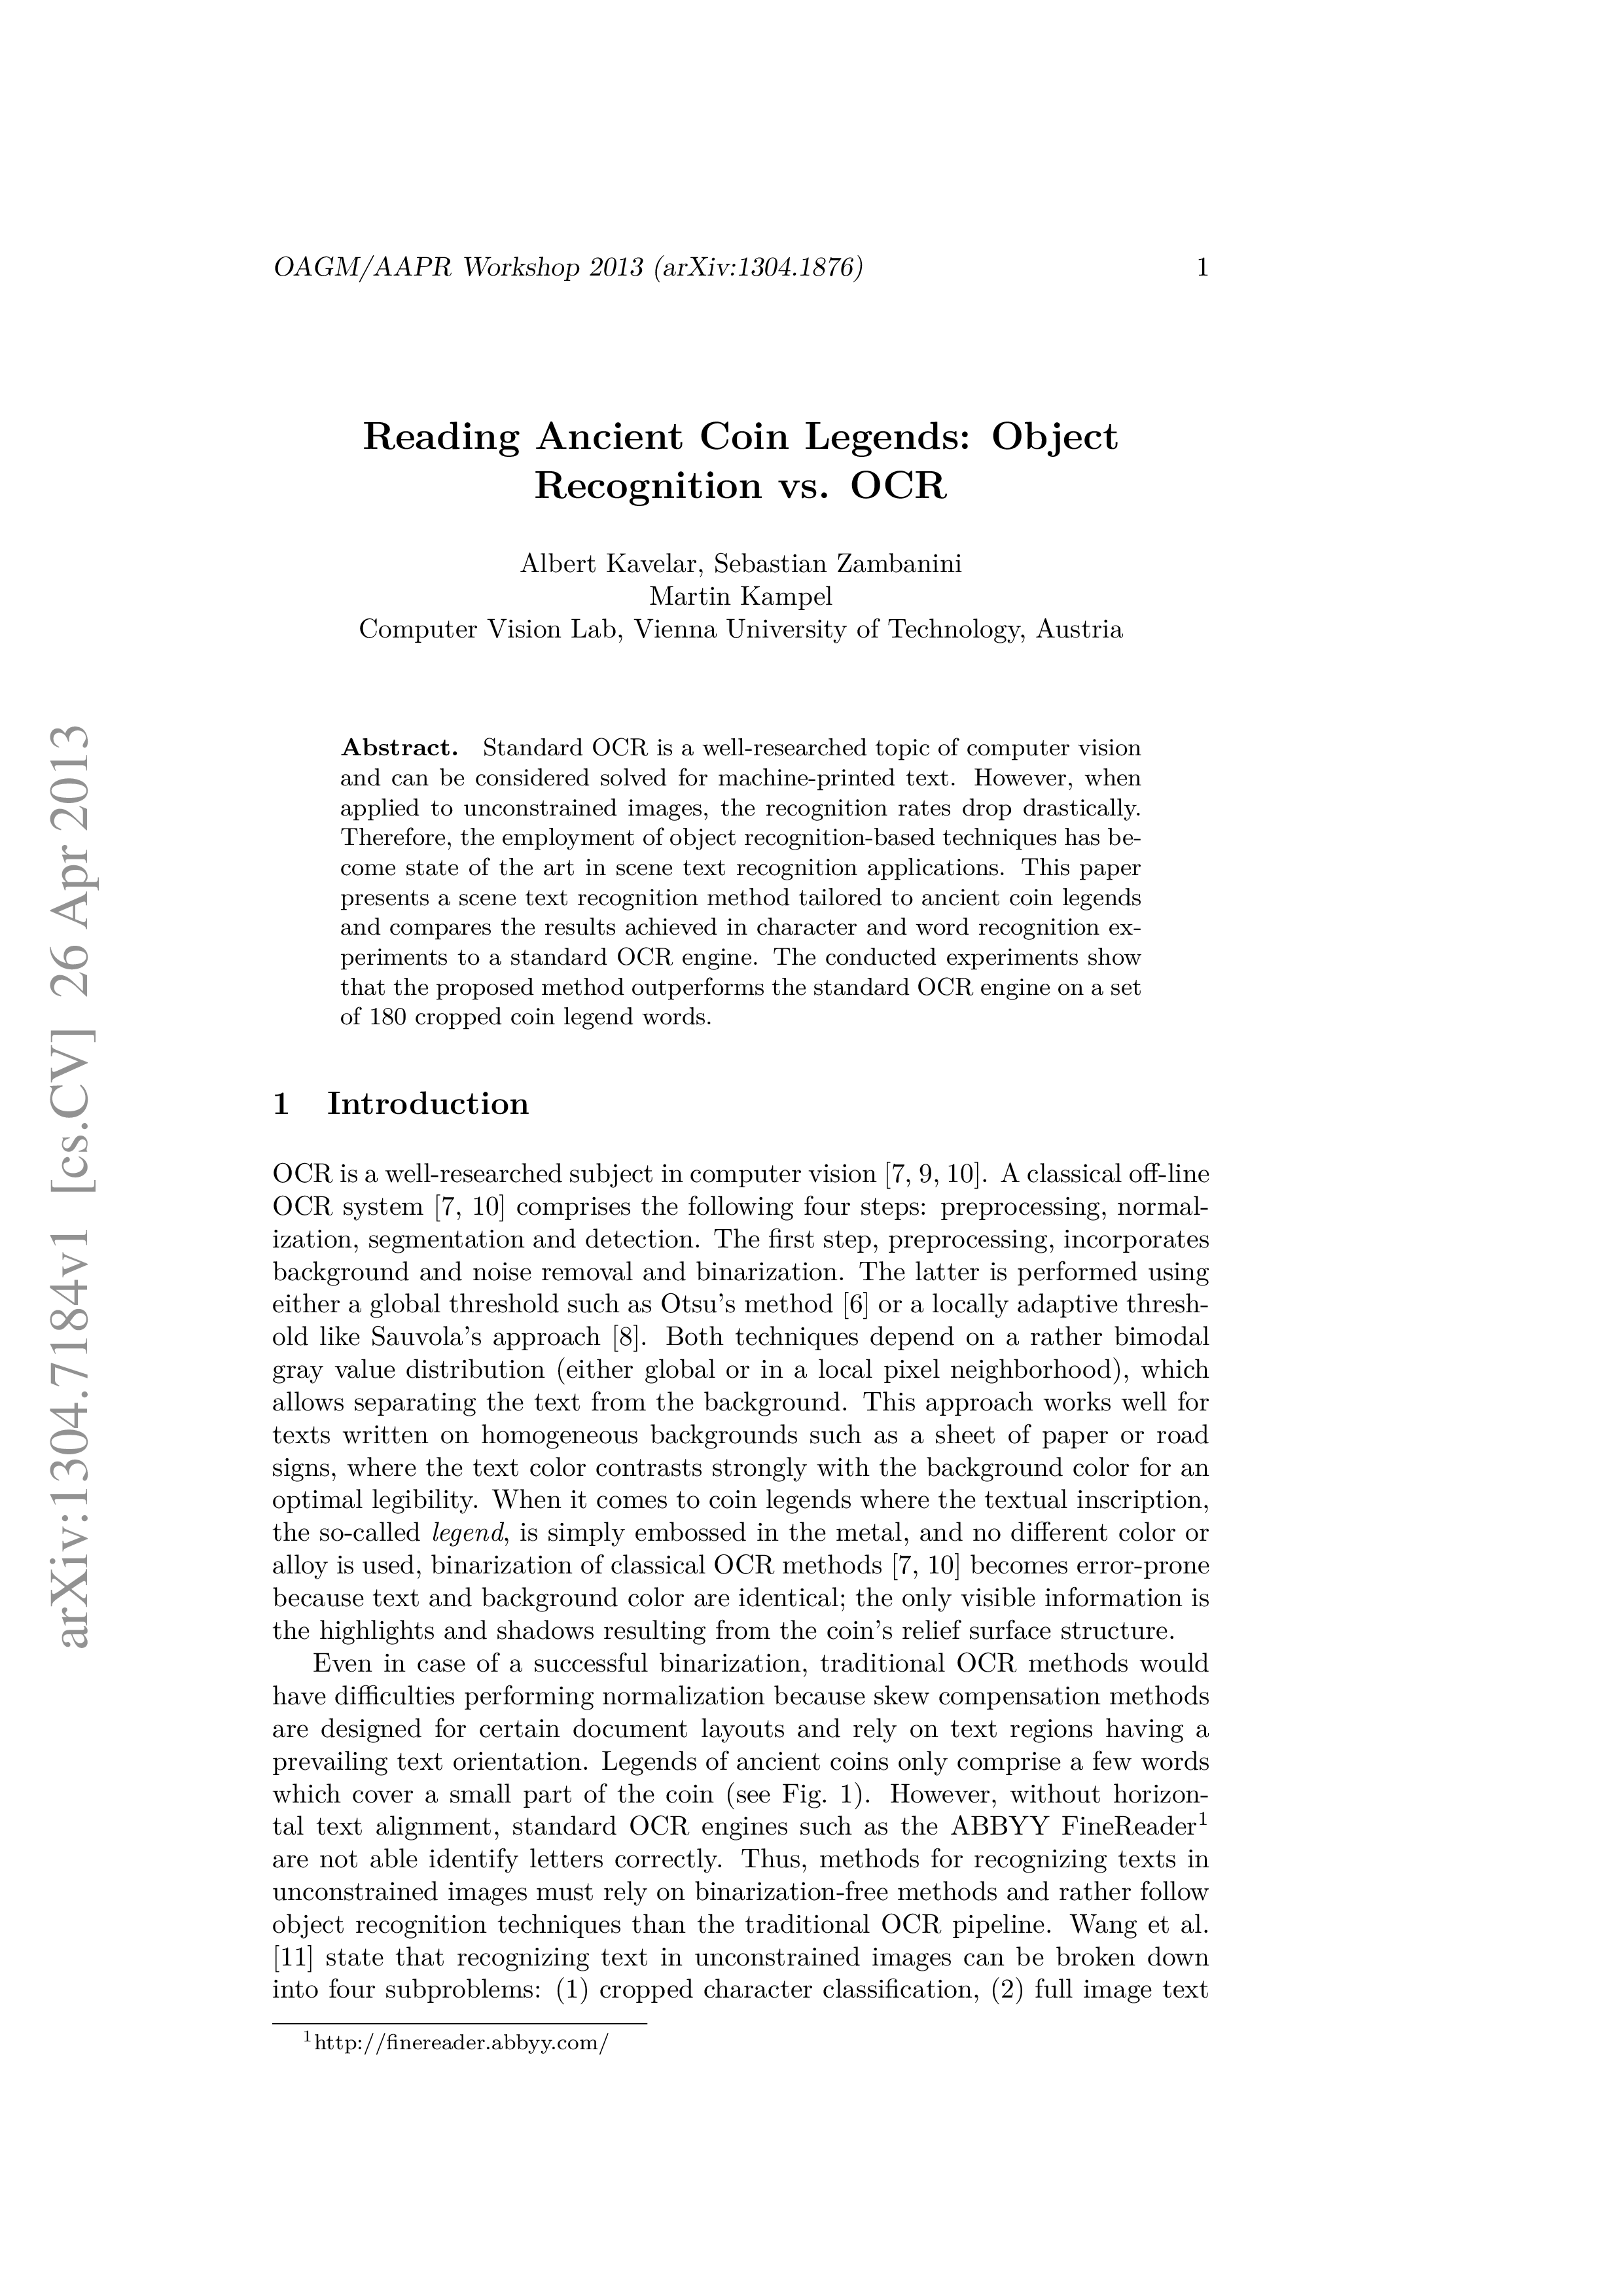 OAGM/AAPR Workshop 2013 (arXiv:1304.1876) 1
Reading Ancient Coin Legends: Object
Recognition vs. OCR
Albert Kavelar, Sebastian Zambanini
Martin Kampel
Computer Vision Lab, Vienna University of Technology, Austria
Abstract. Standard OCR is a well-researched topic of computer vision
and can be considered solved for machine-printed text. However, when
applied to unconstrained images, the recognition rates drop drastically.
Therefore, the employment of object recognition-based techniques has be-
come state of the art in scene text recognition applications. This paper
presents a scene text recognition method tailored to ancient coin legends
and compares the results achieved in character and word recognition ex-
periments to a standard OCR engine. The conducted experiments show
that the proposed method outperforms the standard OCR engine on a set
of 180 cropped coin legend words.
1 Introduction
OCR is a well-researched subject in computer vision [7, 9, 10]. A classical off-line
OCR system [7, 10] comprises the following four steps: preprocessing, normal-
ization, segmentation and detection. The first step, preprocessing, incorporates
background and noise removal and binarization. The latter is performed using
either a global threshold such as Otsu's method [6] or a locally adaptive thresh-
old like Sauvola's approach [8]. Both techniques depend on a rather bimodal
gray value distribution (either global or in a local pixel neighborhood), which
allows separating the text from the background. This approach works well for
texts written on homogeneous backgrounds such as a sheet of paper or road
signs, where the text color contrasts strongly with the background color for an
optimal legibility. When it comes to coin legends where the textual inscription,
the so-called legend, is simply embossed in the metal, and no different color or
alloy is used, binarization of classical OCR methods [7, 10] becomes error-prone
because text and background color are identical; the only visible information is
the highlights and shadows resulting from the coin's relief surface structure.
Even in case of a successful binarization, traditional OCR methods would
have difficulties performing normalization because skew compensation methods
are designed for certain document layouts and rely on text regions having a
prevailing text orientation. Legends of ancient coins only comprise a few words
which cover a small part of the coin (see Fig. 1). However, without horizon-
tal text alignment, standard OCR engines such as the ABBYY FineReader1
are not able identify letters correctly. Thus, methods for recognizing texts in
unconstrained images must rely on binarization-free methods and rather follow
object recognition techniques than the traditional OCR pipeline. Wang et al.
[11] state that recognizing text in unconstrained images can be broken down
into four subproblems: (1) cropped character classification, (2) full image text
1http://finereader.abbyy.com/
arXiv:1304.7184v1 [cs.CV] 26 Apr 2013